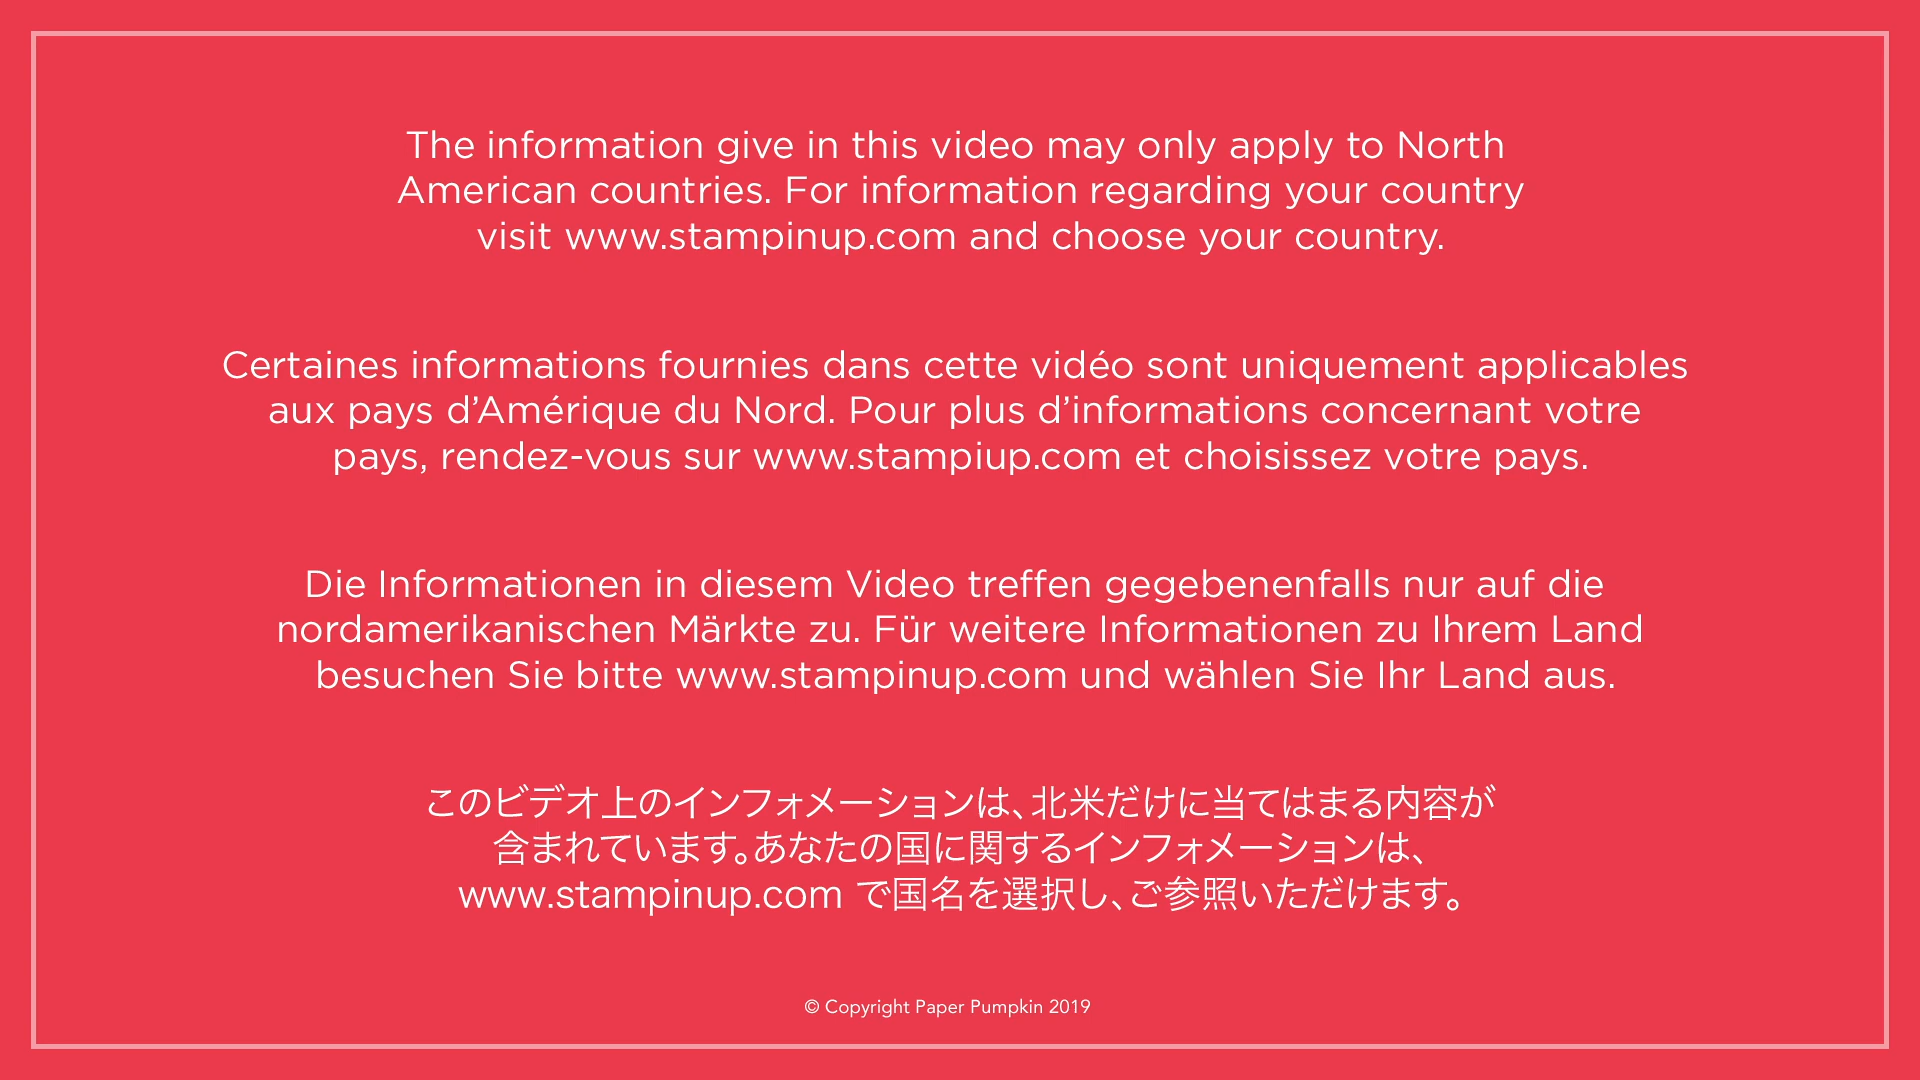 The information give in this video may only apply to North
American countries. For information regarding your country
visit www.stampinup.com and choose your country.
Certaines informations fournies dans cette vidéo sont uniquement applicables
aux pays d’Amérique du Nord. Pour plus d’informations concernant votre
pays, rendez-vous sur www.stampiup.com et choisissez votre pays.
Die Informationen in diesem Video treffen gegebenenfalls nur auf die
nordamerikanischen Märkte zu. Für weitere Informationen zu Ihrem Land
besuchen Sie bitte www.stampinup.com und wählen Sie Ihr Land aus.
このビデオ上のインフォメーションは、北米だけに当てはまる内容が
含まれています。あなたの国に関するインフォメーションは、
www.stampinup.com で国名を選択し、ご参照いただけます。
© Copyright Paper Pumpkin 2019